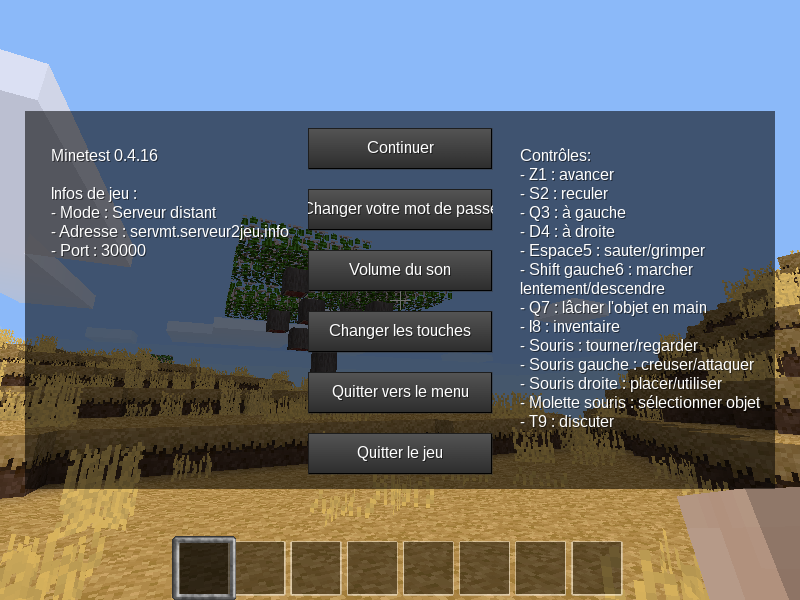 Minetest 0.4.16
Infos de jeu :
- Mode : Serveur distant
- Adresse : servmt.serveur2jeu.info
- Port : 30000
Continuer
Changer votre mot de passe
Volume du son
Changer les touches
Quitter vers le menu
Quitter le jeu
Contrôles:
- Z1 : avancer
- S2 : reculer
- Q3 : à gauche
- D4 : à droite
- Espace5 : sauter/grimper
- Shift gauche6 : marcher
lentement/descendre
- Q7 : lâcher l'objet en main
- I8 : inventaire
- Souris : tourner/regarder
- Souris gauche : creuser/attaquer
- Souris droite : placer/utiliser
- Molette souris : sélectionner objet
- T9 : discuter